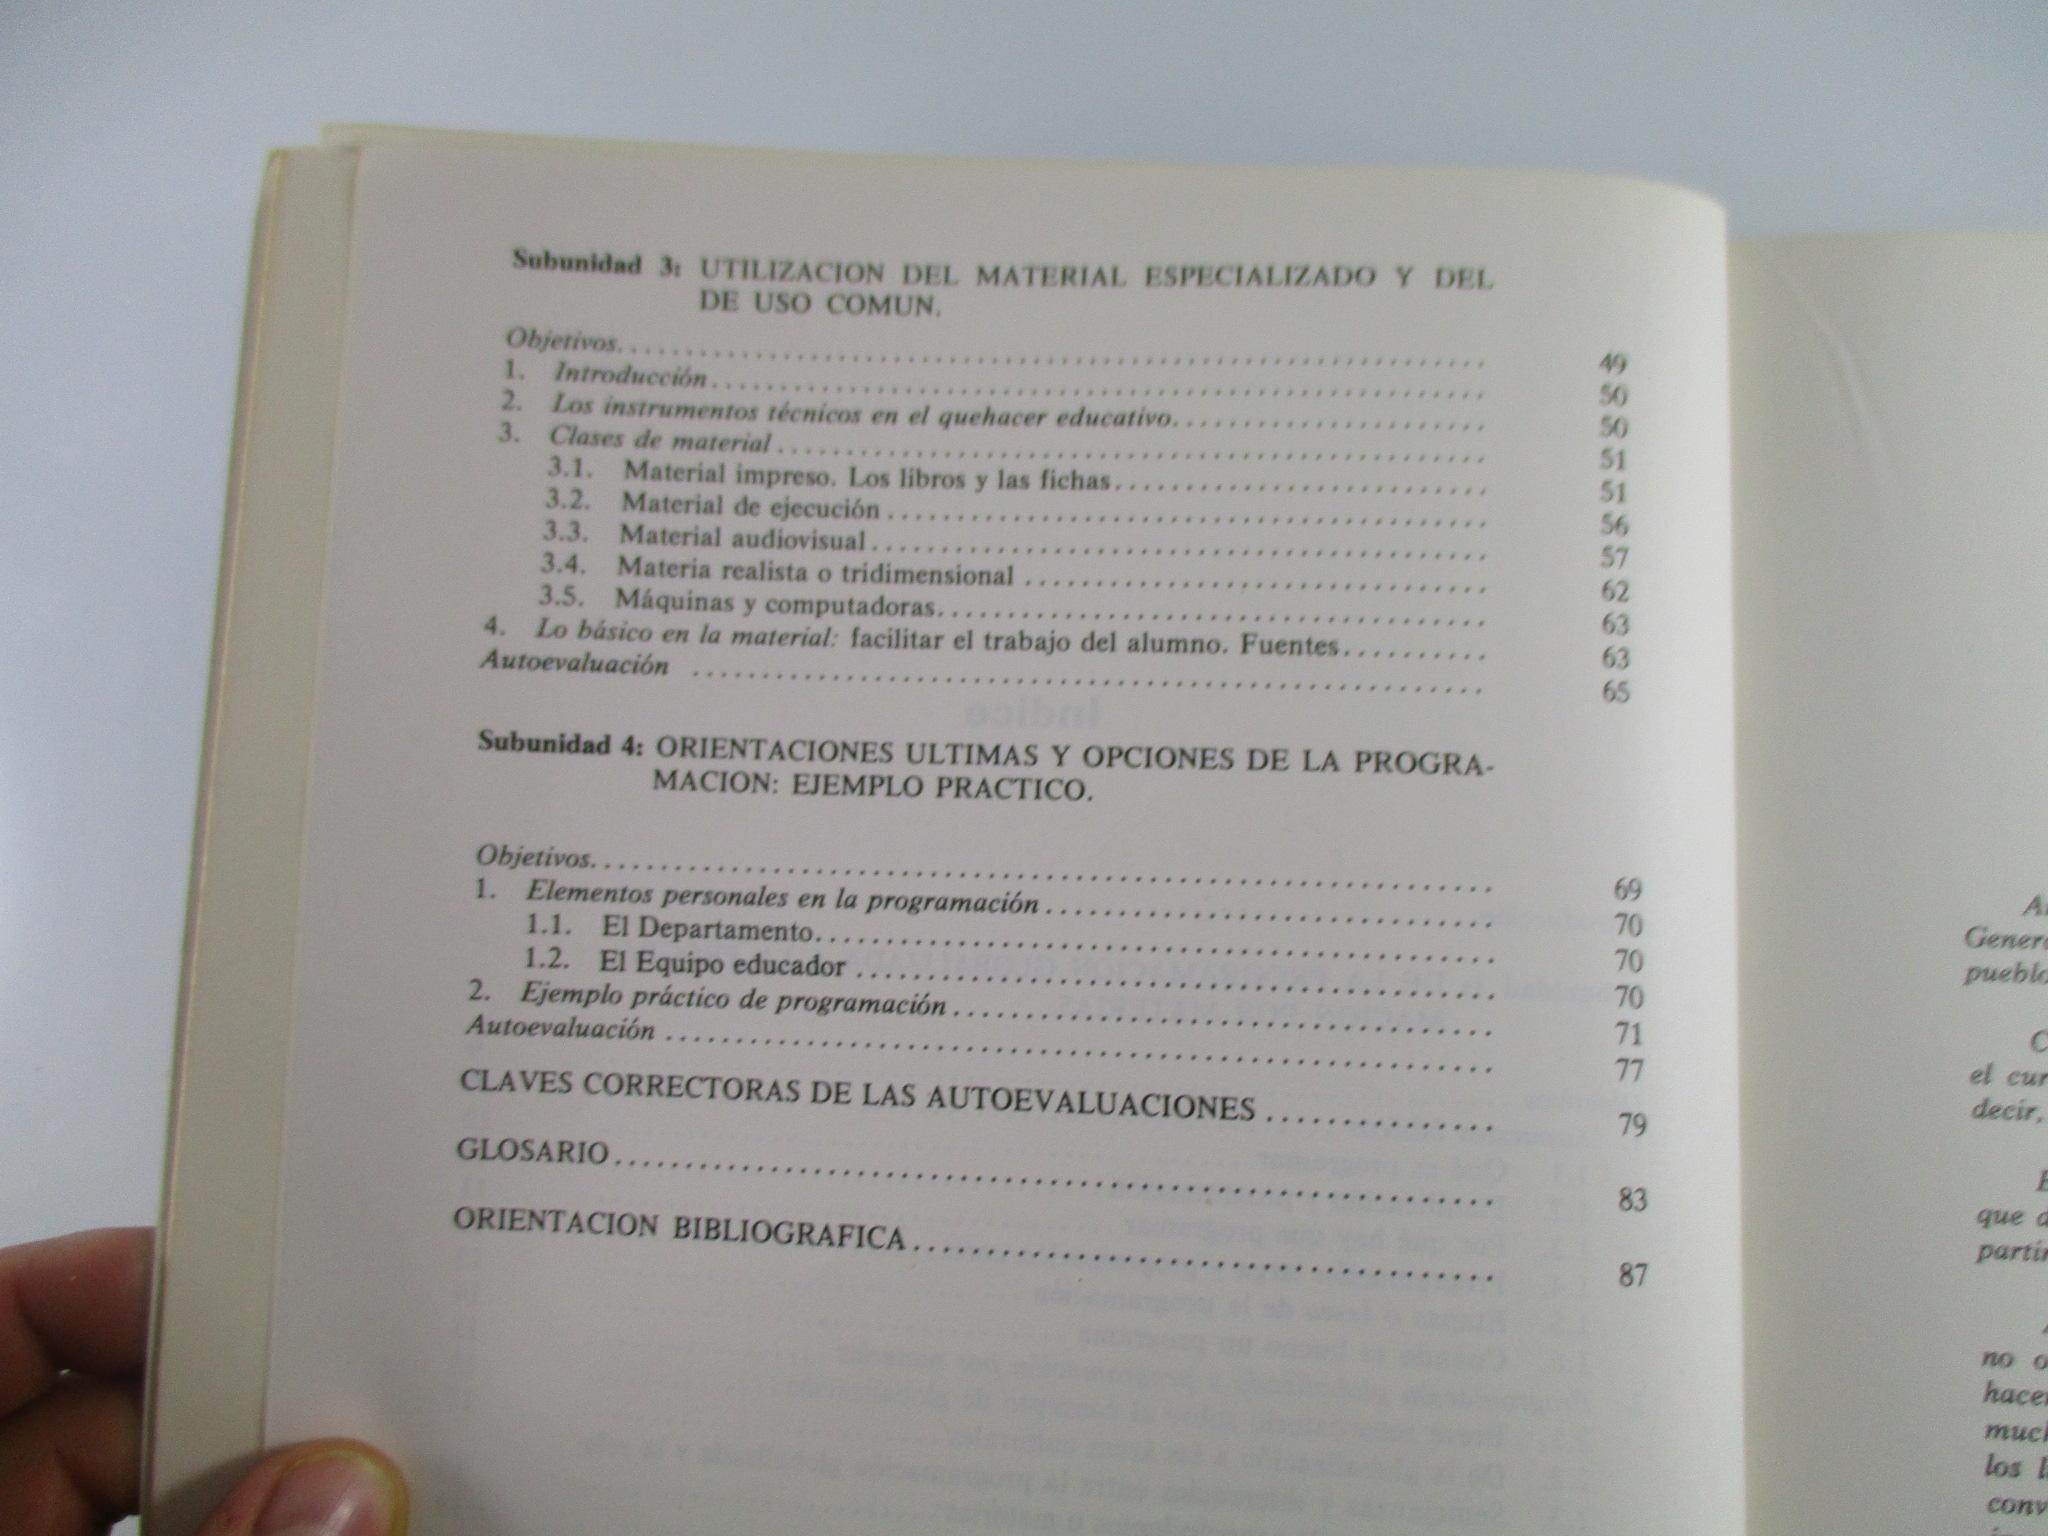 Subunidad 3: UTILIZACION DEL MATERIAL ESPECIALIZADO Y DEL
DE USO COMUN.
Objetivos. 49
1. Introducción 50
2. Los instrumentos técnicos en el quehacer educativo. 50
3. Clases de material 51
3.1. Material impreso. Los libros y las fichas 51
3.2. Material de ejecución 56
3.3. Material audiovisual 57
3.4. Materia realista o tridimensional 62
3.5. Máquinas y computadoras. 63
4. Lo básico en la material: facilitar el trabajo del alumno. Fuentes. 63
Autoevaluación 65
Subunidad 4: ORIENTACIONES ULTIMAS Y OPCIONES DE LA PROGRA-
MACION: EJEMPLO PRACTICO.
Objetivos. 69
1. Elementos personales en la programación 70
1.1. El Departamento. 70
1.2. El Equipo educador 70
2. Ejemplo práctico de programación 71
Autoevaluación 77
CLAVES CORRECTORAS DE LAS AUTOEVALUACIONES 79
GLOSARIO 83
ORIENTACION BIBLIOGRAFICA 87
pueblo
el
decir,
que
no
los